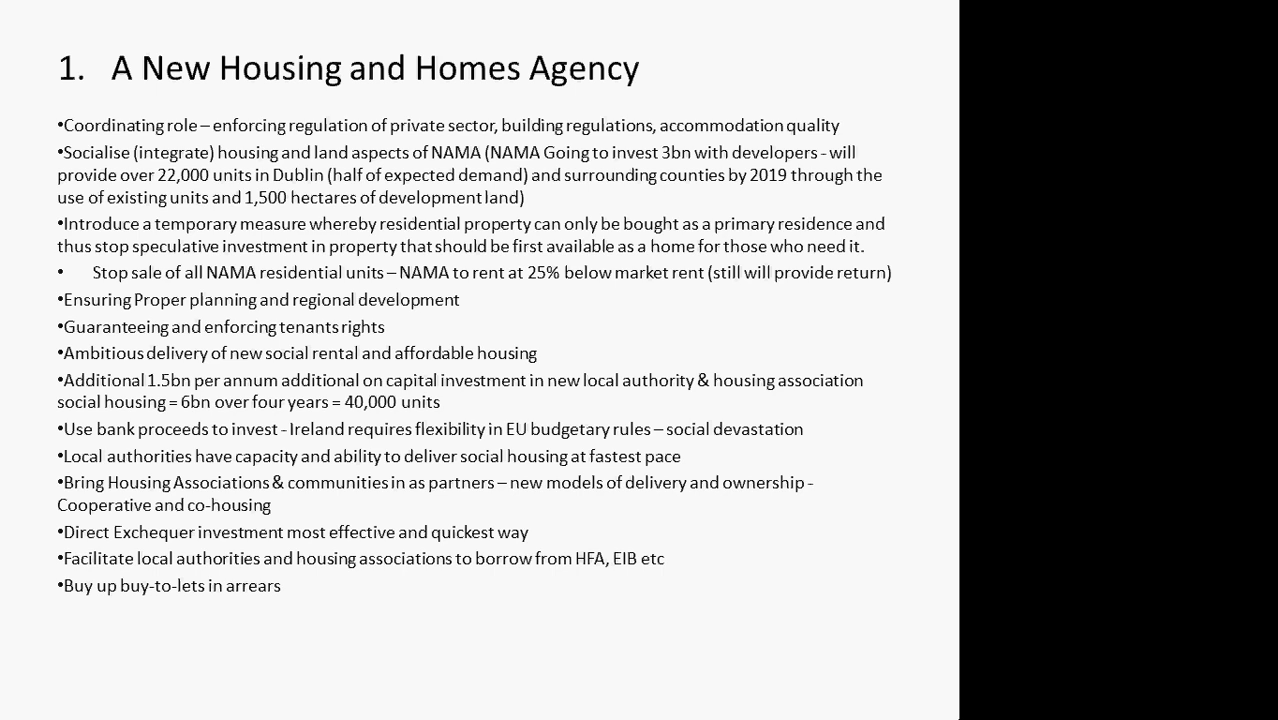 1. A New Housing and Homes Agency
•Coordinating role – enforcing regulation of private sector, building regulations, accommodation quality
•Socialise (integrate) housing and land aspects of NAMA (NAMA Going to invest 3bn with developers - will
provide over 22,000 units in Dublin (half of expected demand) and surrounding counties by 2019 through the
use of existing units and 1,500 hectares of development land)
•Introduce a temporary measure whereby residential property can only be bought as a primary residence and
thus stop speculative investment in property that should be first available as a home for those who need it.
• Stop sale of all NAMA residential units – NAMA to rent at 25% below market rent (still will provide return)
•Ensuring Proper planning and regional development
•Guaranteeing and enforcing tenants rights
•Ambitious delivery of new social rental and affordable housing
•Additional 1.5bn per annum additional on capital investment in new local authority & housing association
social housing = 6bn over four years = 40,000 units
•Use bank proceeds to invest - Ireland requires flexibility in EU budgetary rules – social devastation
•Local authorities have capacity and ability to deliver social housing at fastest pace
•Bring Housing Associations & communities in as partners – new models of delivery and ownership -
Cooperative and co-housing
•Direct Exchequer investment most effective and quickest way
•Facilitate local authorities and housing associations to borrow from HFA, EIB etc
•Buy up buy-to-lets in arrears